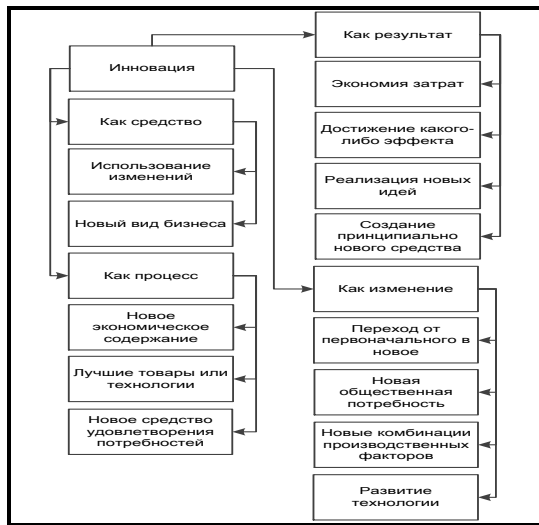 Инновация
Как средство
Использование
изменений
Новый вид бизнеса
Как процесс
Новое
экономическое
содержание
Лучшие товары или
технологии
Новое средство
удовлетворения
потребностей
Как результат
Экономия затрат
Достижение какого-
либо эффекта
Реализация новых
идей
Создание
принципиально
нового средства
Как изменение
Переход от
первоначального в
новое
Новая
общественная
потребность
Новые комбинации
производственных
факторов
Развитие
технологии